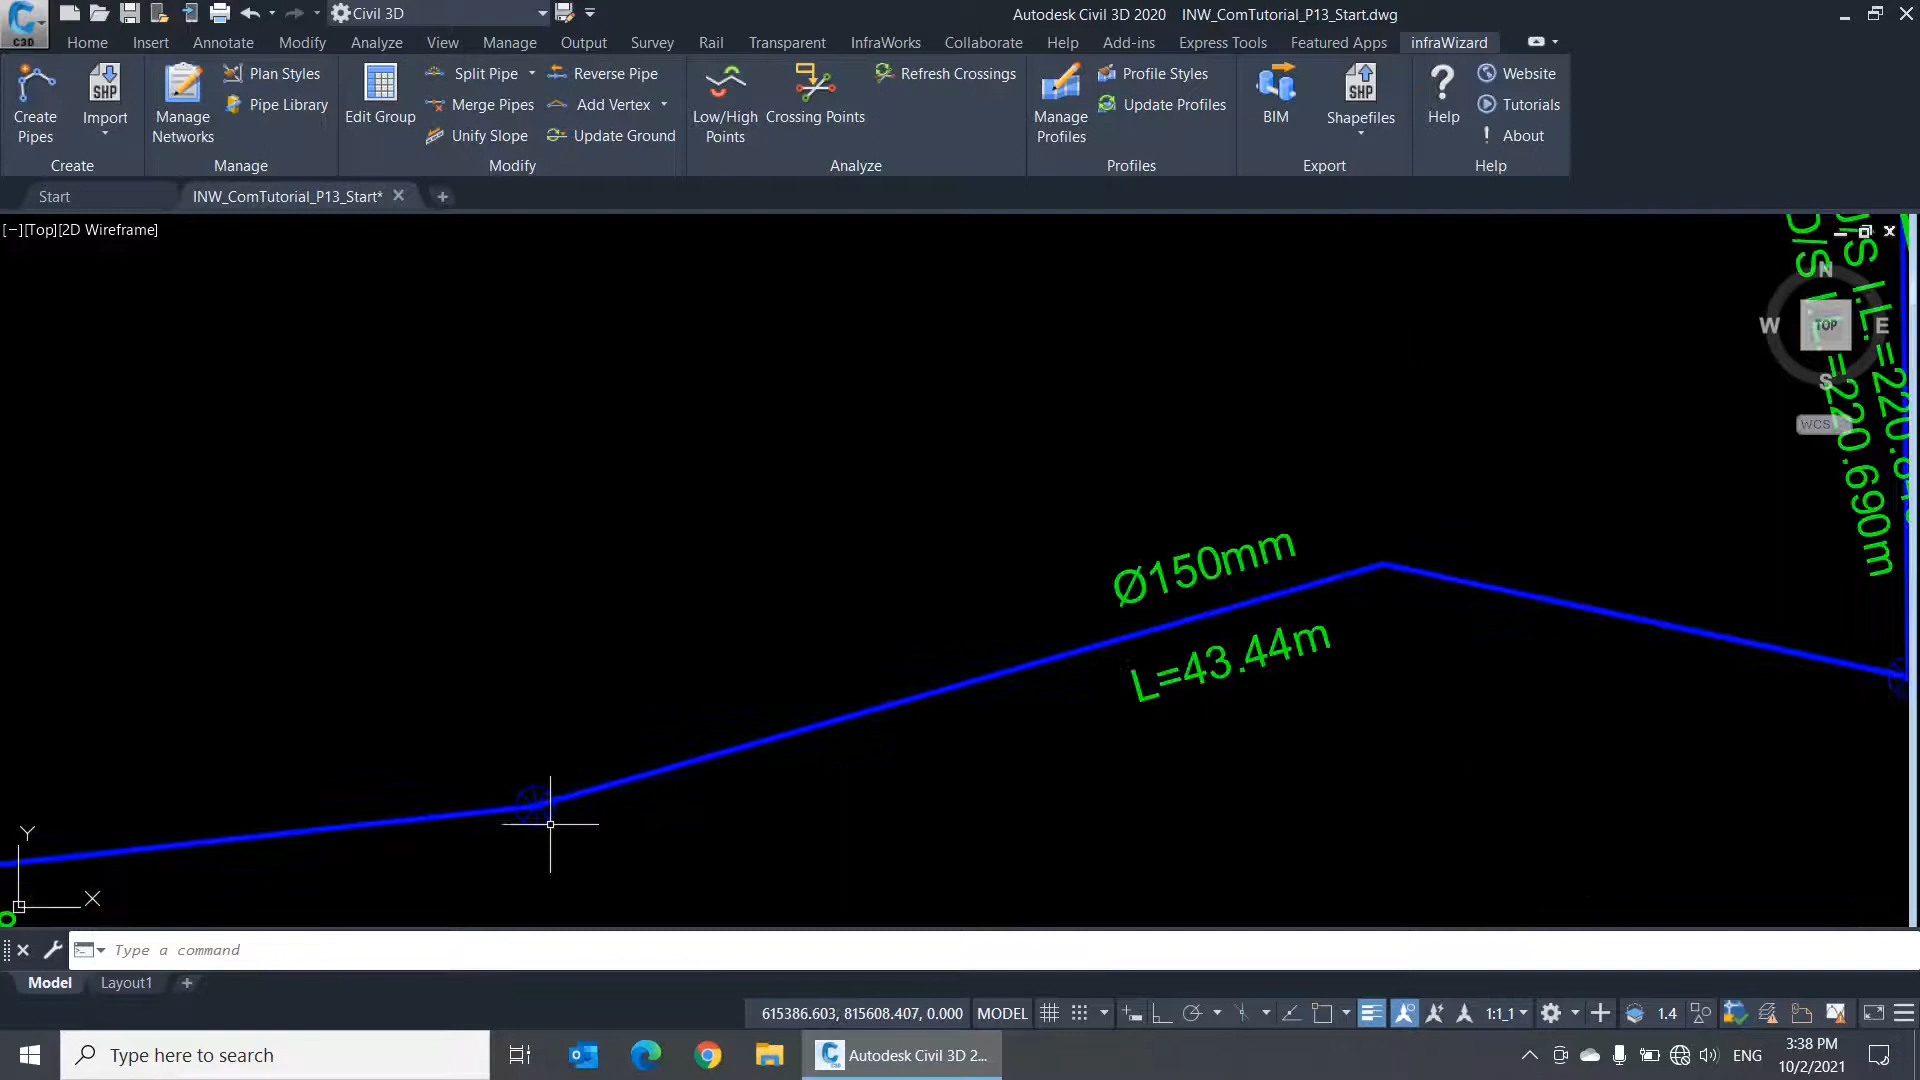 Civil 3D
Autodesk Civil 3D 2020 INW_ComTutorial_P13_Start.dwg
C3D
Home Insert Annotate Modify Analyze View Manage Output Survey Rail Transparent InfraWorks Collaborate Help Add-ins Express Tools Featured Apps infraWizard
Create Pipes
SHP
Import
Create
Manage Networks
Plan Styles
Pipe Library
Manage
Edit Group
Split Pipe
Merge Pipes
Unify Slope
Reverse Pipe
Add Vertex
Update Ground
Modify
Low/High Points
Crossing Points
Refresh Crossings
Analyze
Manage Profiles
Profile Styles
Update Profiles
Profiles
BIM
SHP
Shapefiles
Export
Help
Website
Tutorials
About
Help
Start
INW_ComTutorial_P13_Start*
[−][Top][2D Wireframe]
N
W
TOP
E
S
WCS
=220.690m
Ø150mm
L=43.44m
Y
X
Type a command
Model
Layout1
615386.603, 815608.407, 0.000
MODEL
1:1_1
1.4
Type here to search
Autodesk Civil 3D 2...
ENG
3:38 PM
10/2/2021